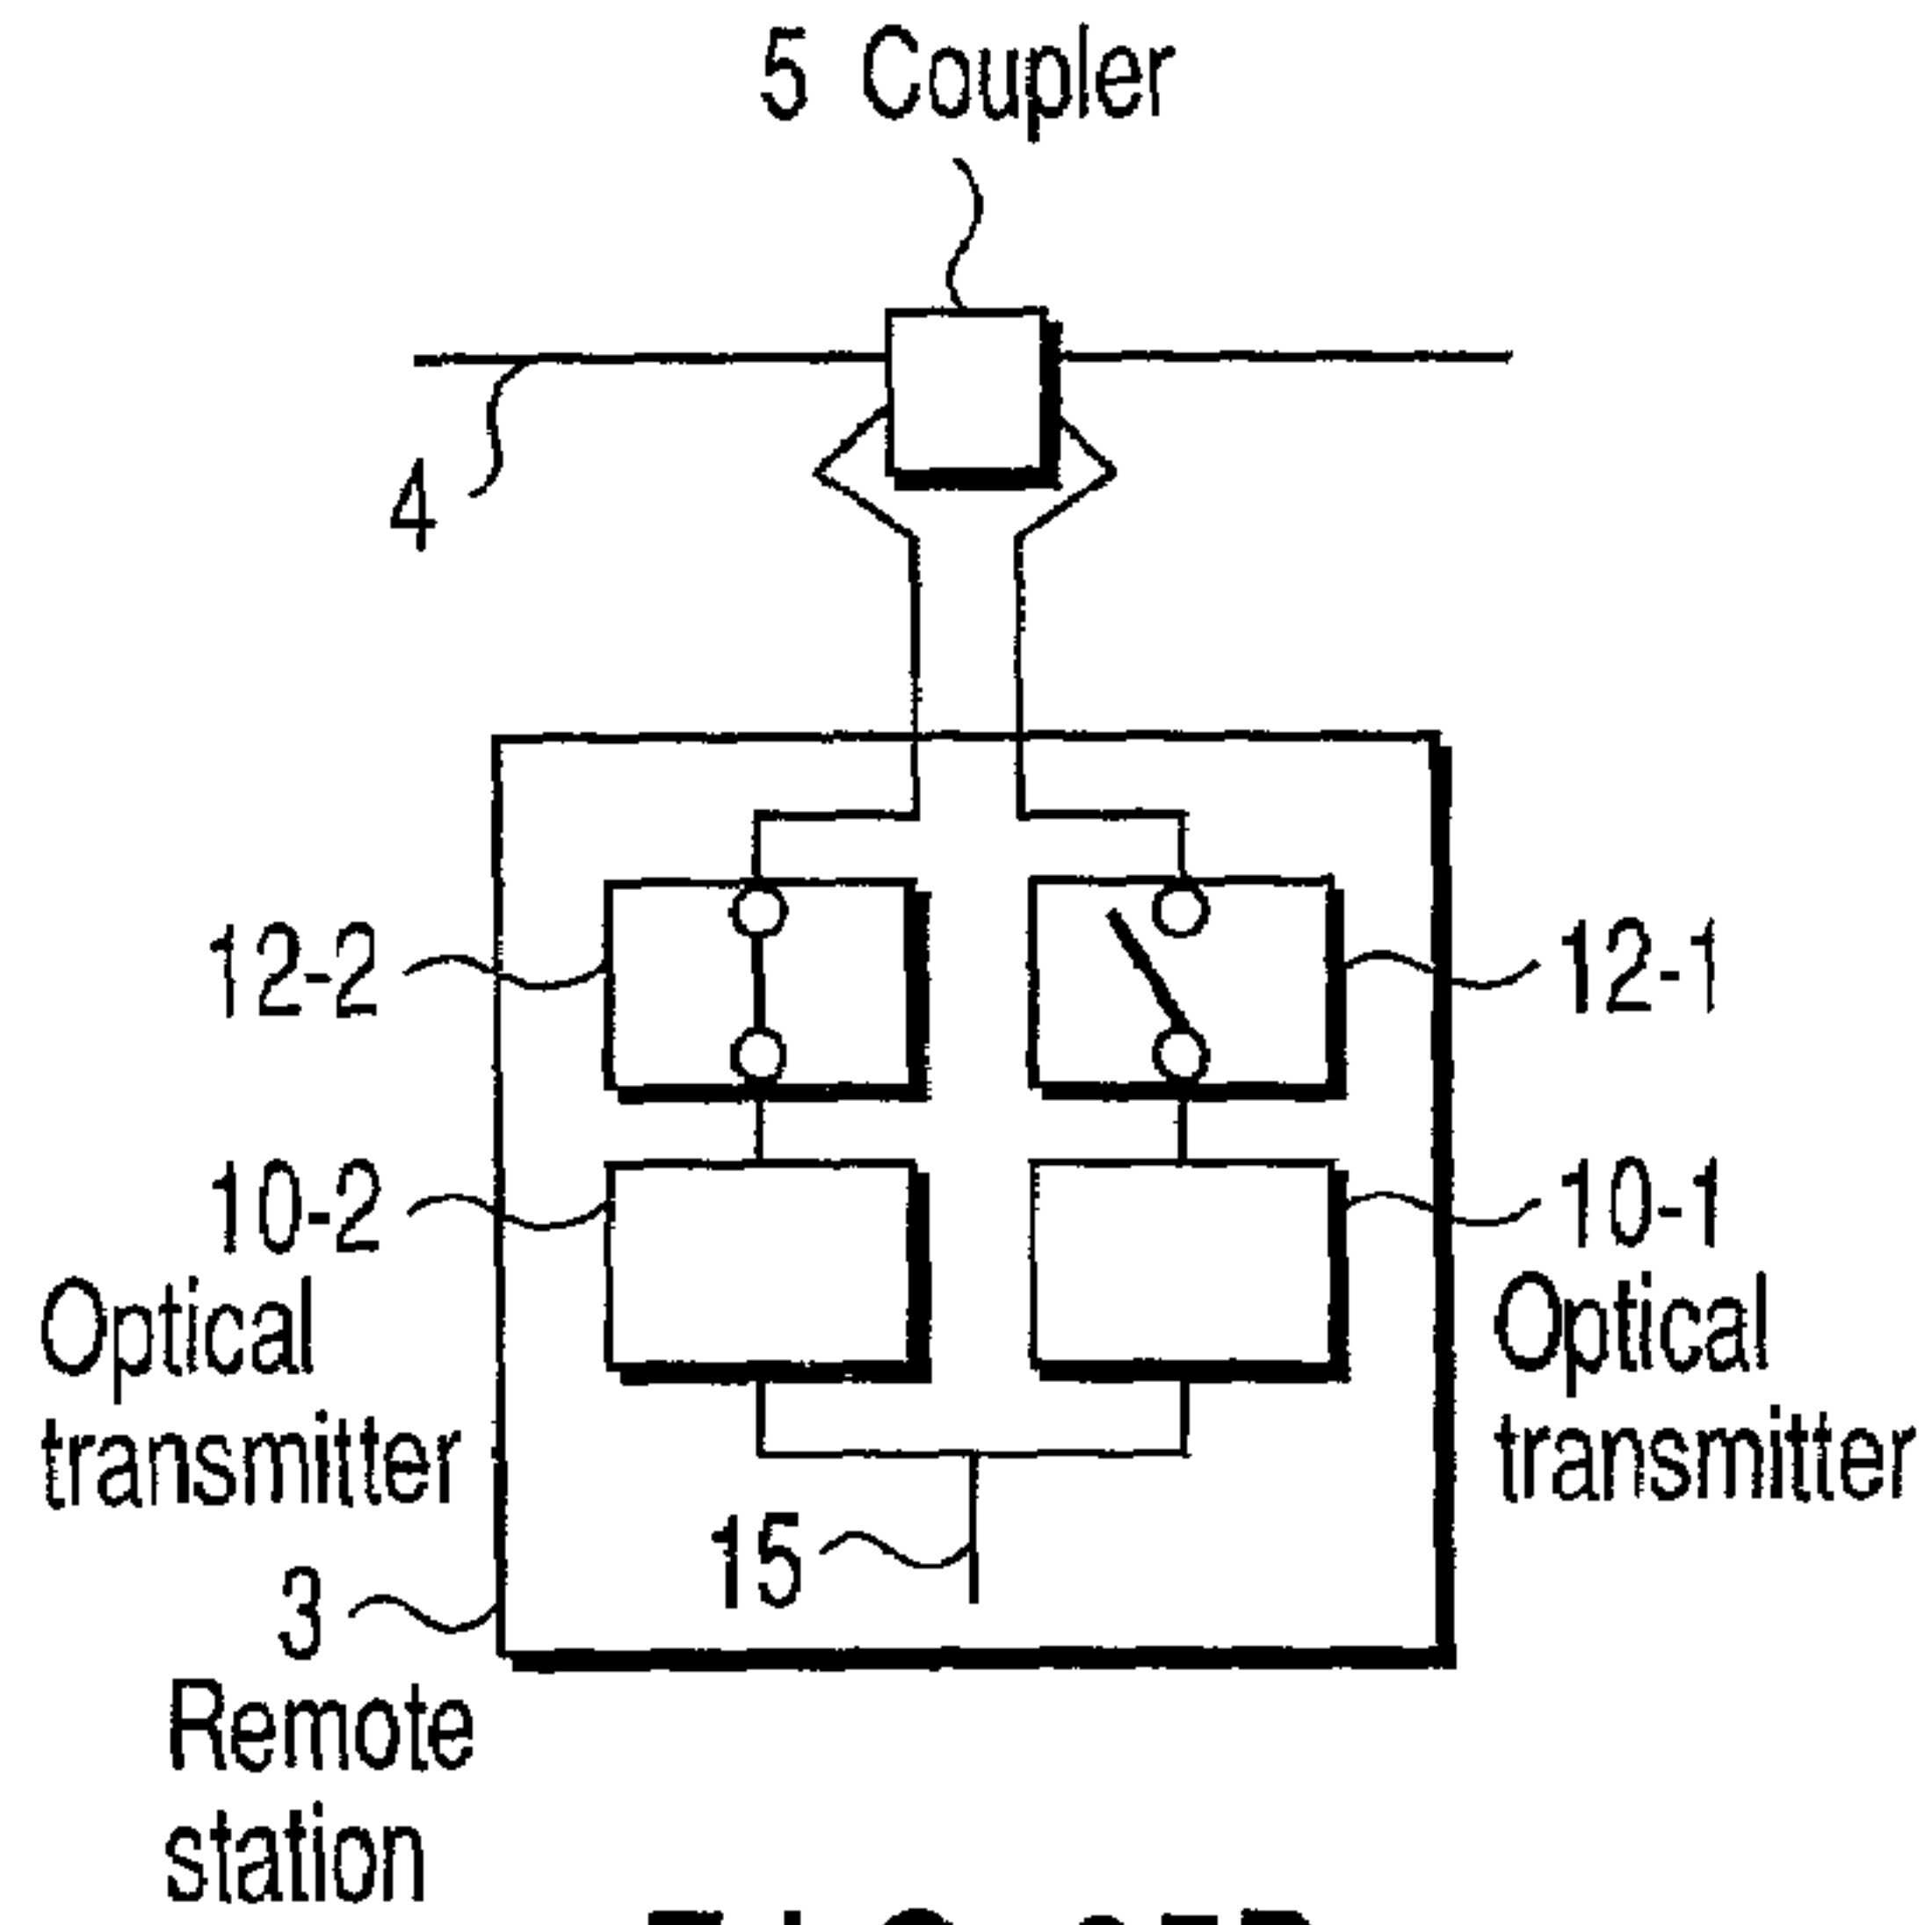 5 Coupler
4
12-2
12-1
10-2
Optical
transmitter
10-1
Optical
transmitter
15
3
Remote
station